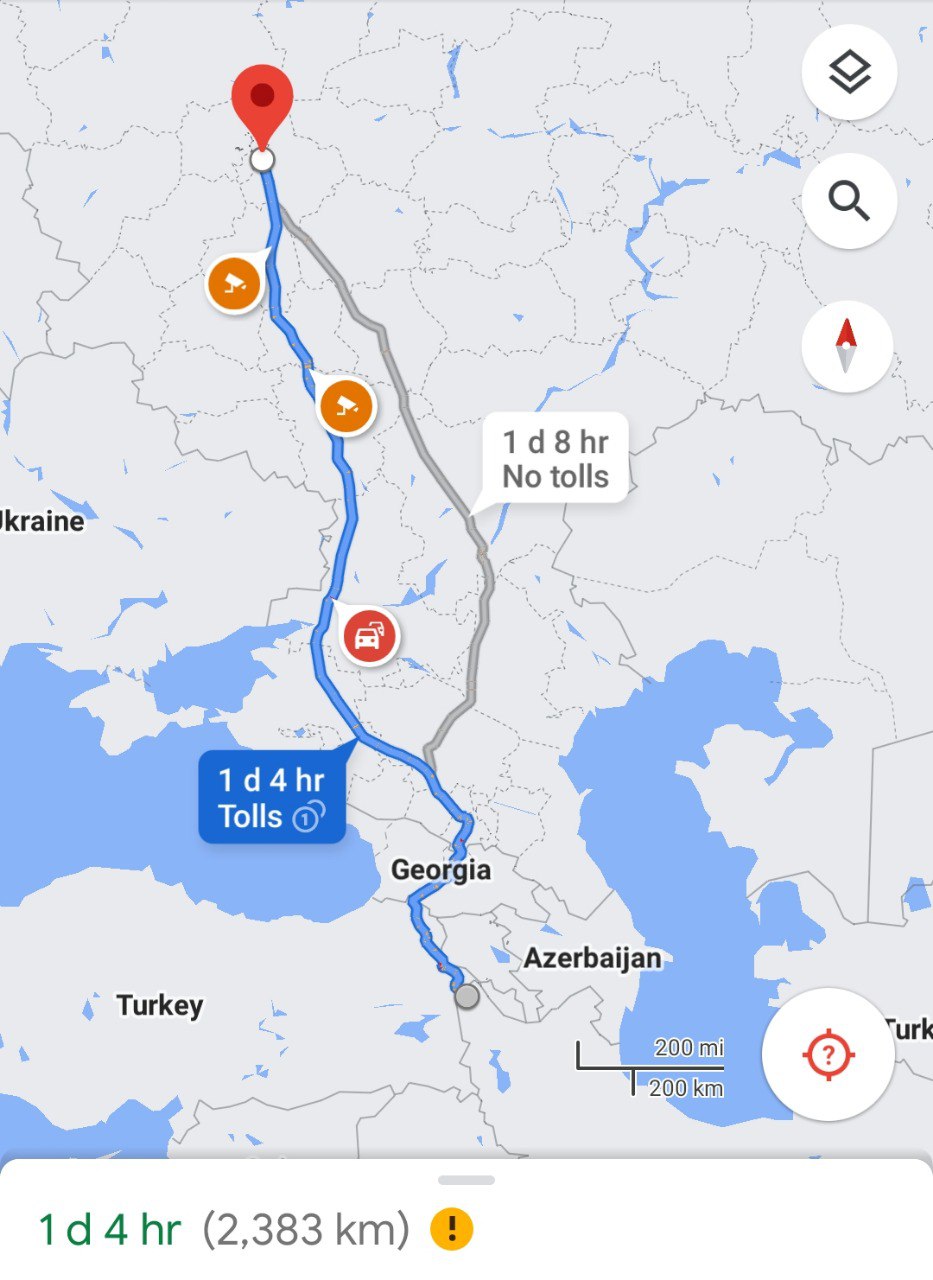 1 d 8 hr
No tolls
Ukraine
1 d 4 hr
Tolls 1
Georgia
Azerbaijan
Turkey
Turk
200 mi
?
200 km
1 d 4 hr (2,383 km) !